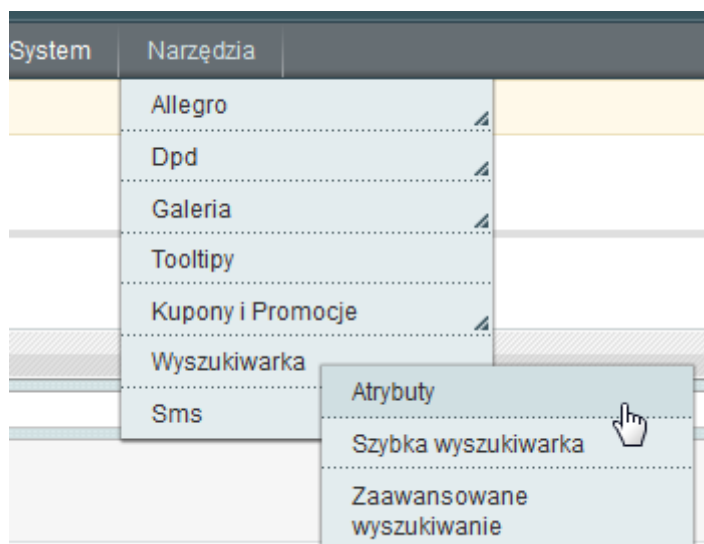 System Narzędzia
Allegro
Dpd
Galeria
Tooltipy
Kupony i Promocje
Wyszukiwarka
Sms
Atrybuty
Szybka wyszukiwarka
Zaawansowane
wyszukiwanie